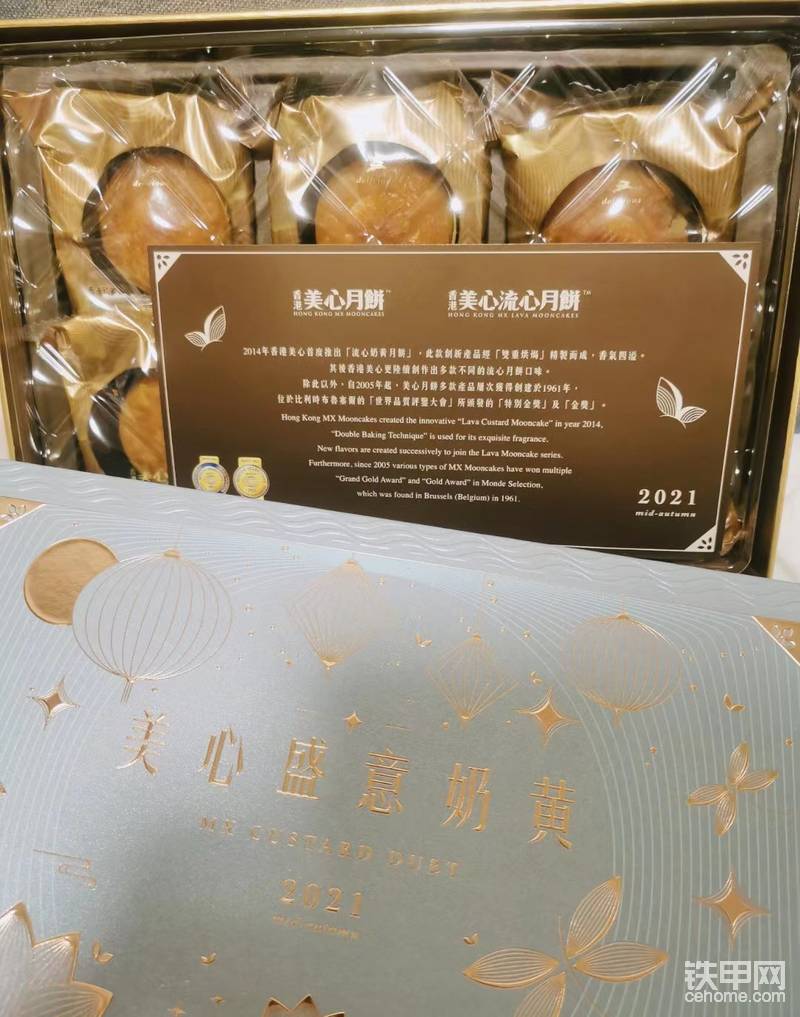 delicious
delicious
香港 美心月餅™
HONG KONG MX MOONCAKES
香港 美心流心月餅™
HONG KONG MX LAVA MOONCAKES
2014年香港美心首度推出「流心奶黃月餅」，此款創新產品經「雙重烘焗」精製而成，香氣四溢。
其後香港美心更陸續創作出多款不同的流心月餅口味。
除此以外，自2005年起，美心月餅多款產品屢次獲得創建於1961年，
位於比利時布魯塞爾的「世界品質評鑒大會」所頒發的「特別金獎」及「金獎」。
Hong Kong MX Mooncakes created the innovative “Lava Custard Mooncake” in year 2014,
“Double Baking Technique” is used for its exquisite fragrance.
New flavors are created successively to join the Lava Mooncake series.
Furthermore, since 2005 various types of MX Mooncakes have won multiple
“Grand Gold Award” and “Gold Award” in Monde Selection,
which was found in Brussels (Belgium) in 1961.
2021
mid-autumn
美心盛意奶黄
MX CUSTARD DUET
2021
mid-autumn
铁甲网
cehome.com